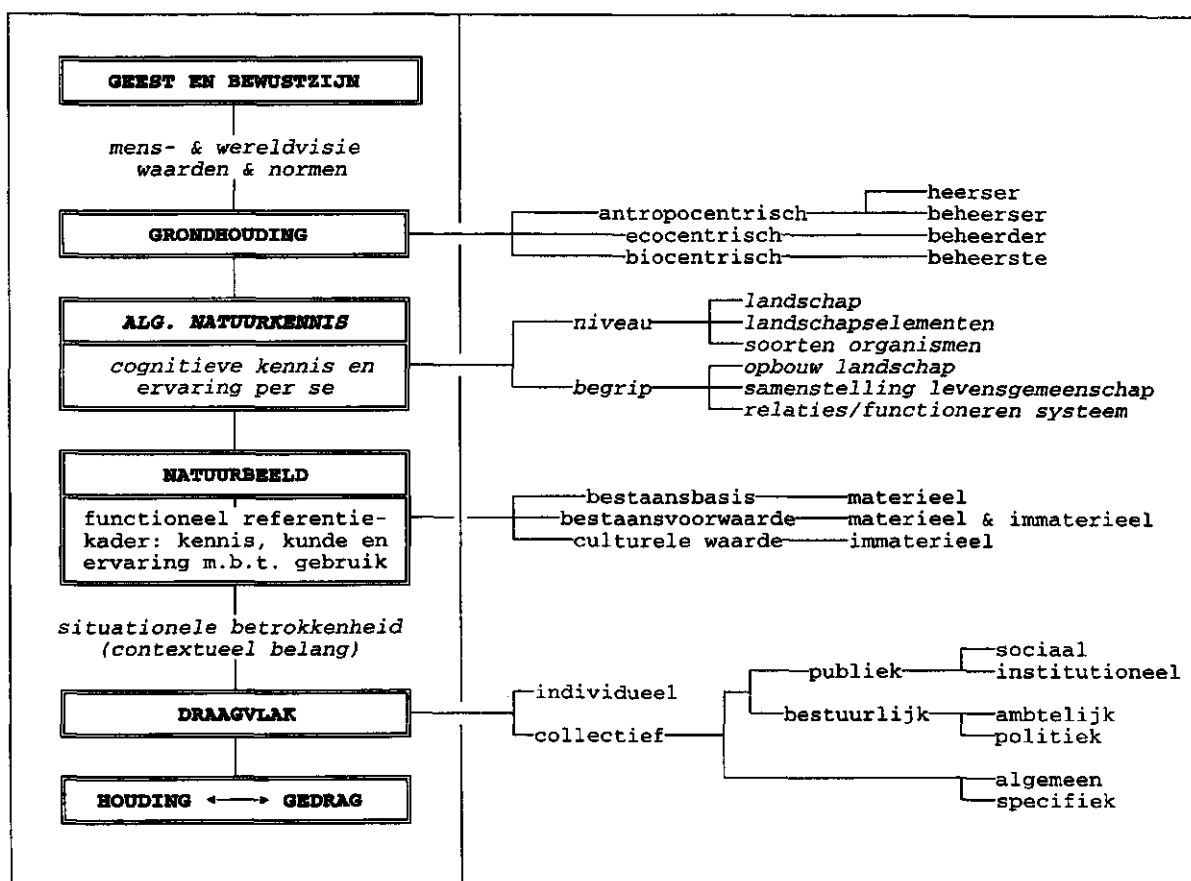 GEEST EN BEWUSTZIJN
mens- & wereldvisie
waarden & normen
GRONDHOUDING
antropocentrisch
heerser
beheerser
ecocentrisch
beheerder
biocentrisch
beheerste
ALG. NATUURKENNIS
cognitieve kennis en
ervaring per se
niveau
landschap
landschapselementen
soorten organismen
begrip
opbouw landschap
samenstelling levensgemeenschap
relaties/functioneren systeem
NATUURBEELD
functioneel referentie-
kader: kennis, kunde en
ervaring m.b.t. gebruik
bestaansbasis
materieel
bestaansvoorwaarde
materieel & immaterieel
culturele waarde
immaterieel
situationele betrokkenheid
(contextueel belang)
DRAAGVLAK
individueel
collectief
publiek
sociaal
institutioneel
bestuurlijk
ambtelijk
politiek
algemeen
specifiek
HOUDING ←→ GEDRAG